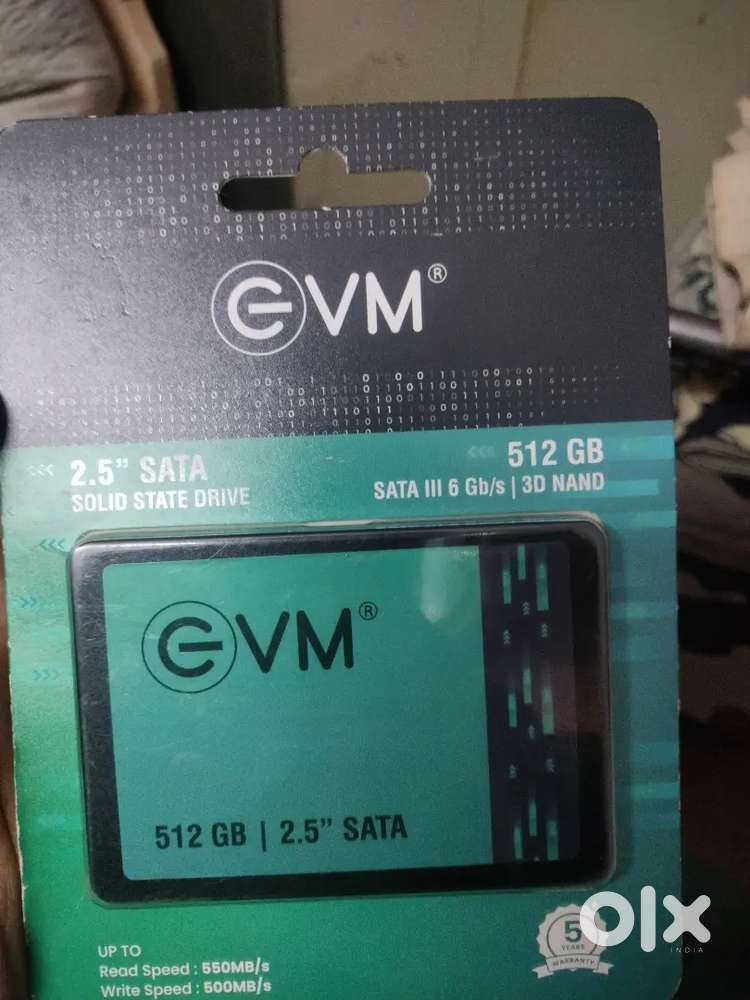 EVM®
2.5” SATA
SOLID STATE DRIVE
512 GB
SATA III 6 Gb/s | 3D NAND
EVM®
512 GB | 2.5” SATA
UP TO
Read Speed : 550MB/s
Write Speed : 500MB/s
5
YEARS
WARRANTY
olx
INDIA